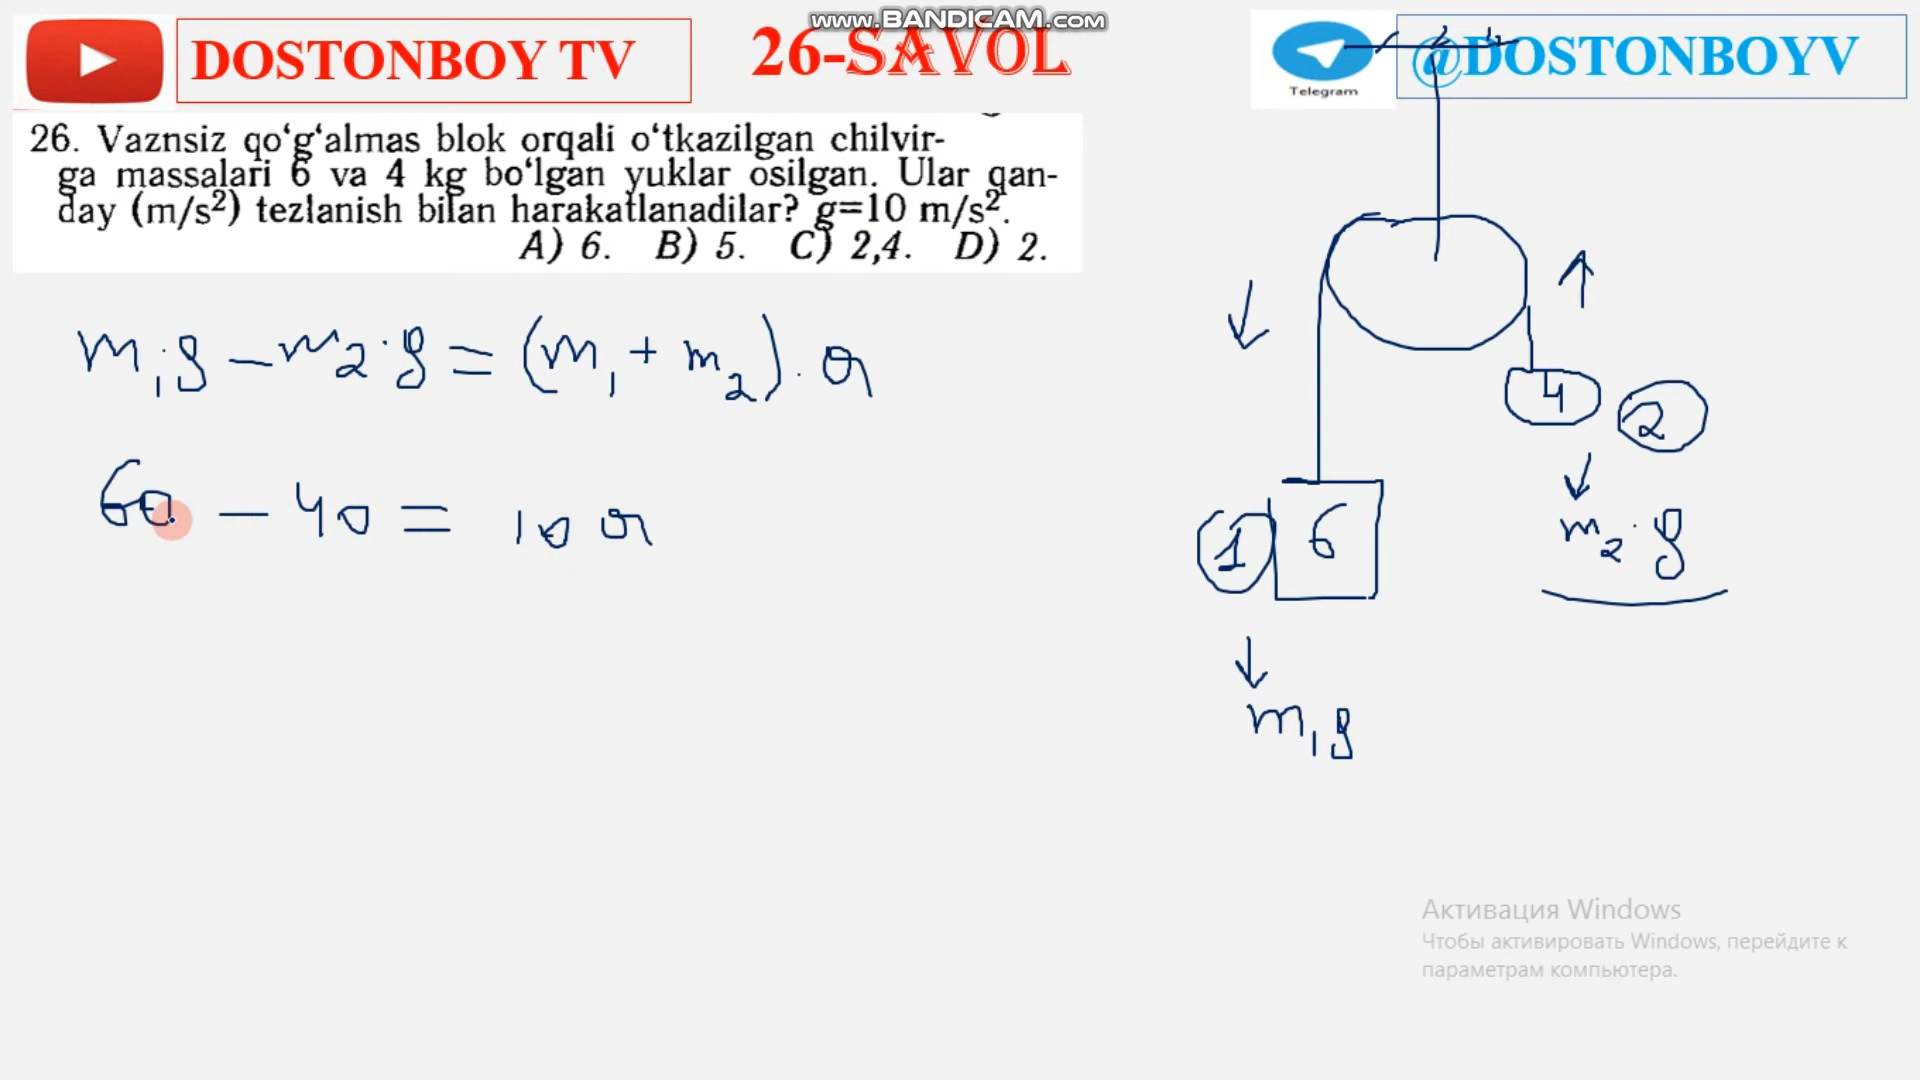 www.BANDICAM.com
DOSTONBOY TV
26-SAVOL
Telegram
@DOSTONBOYV
26. Vaznsiz qo‘g‘almas blok orqali o‘tkazilgan chilvir-
ga massalari 6 va 4 kg bo‘lgan yuklar osilgan. Ular qan-
day (m/s²) tezlanish bilan harakatlanadilar? g=10 m/s².
A) 6. B) 5. C) 2,4. D) 2.
m₁g - m₂·g = (m₁ + m₂)·a
60 - 40 = 10a
4
2
1
6
m₂·g
m₁g
Активация Windows
Чтобы активировать Windows, перейдите к
параметрам компьютера.